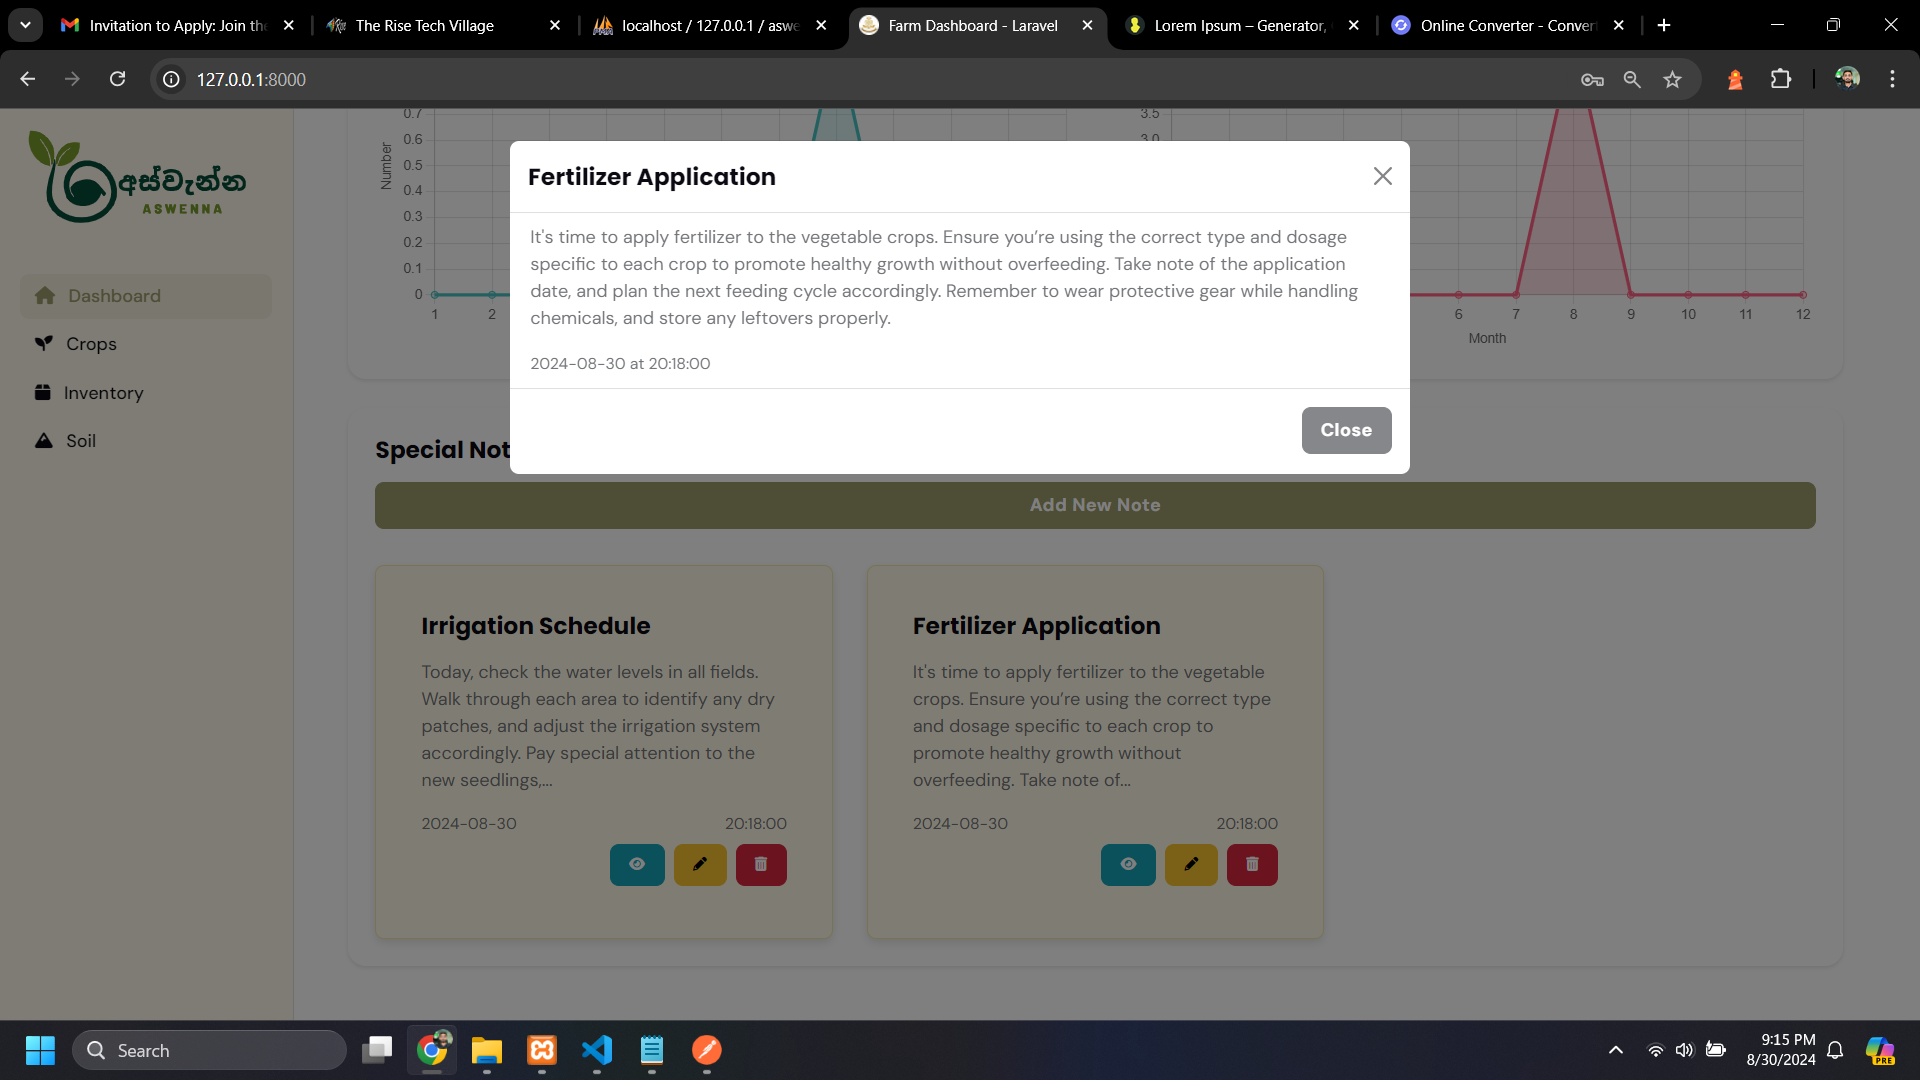 Invitation to Apply: Join the
The Rise Tech Village
localhost / 127.0.0.1 / aswe
Farm Dashboard - Laravel
Lorem Ipsum – Generator,
Online Converter - Convert
127.0.0.1:8000
අස්වැන්න
ASWENNA
Dashboard
Crops
Inventory
Soil
Number
0.7
0.6
0.5
0.4
0.3
0.2
0.1
0
1
2
3.5
3.0
6
7
8
9
10
11
12
Month
Fertilizer Application
It's time to apply fertilizer to the vegetable crops. Ensure you’re using the correct type and dosage
specific to each crop to promote healthy growth without overfeeding. Take note of the application
date, and plan the next feeding cycle accordingly. Remember to wear protective gear while handling
chemicals, and store any leftovers properly.
2024-08-30 at 20:18:00
Close
Special Not
Add New Note
Irrigation Schedule
Today, check the water levels in all fields.
Walk through each area to identify any dry
patches, and adjust the irrigation system
accordingly. Pay special attention to the
new seedlings,...
2024-08-30 20:18:00
Fertilizer Application
It's time to apply fertilizer to the vegetable
crops. Ensure you’re using the correct type
and dosage specific to each crop to
promote healthy growth without
overfeeding. Take note of...
2024-08-30 20:18:00
Search
9:15 PM
8/30/2024
PRE